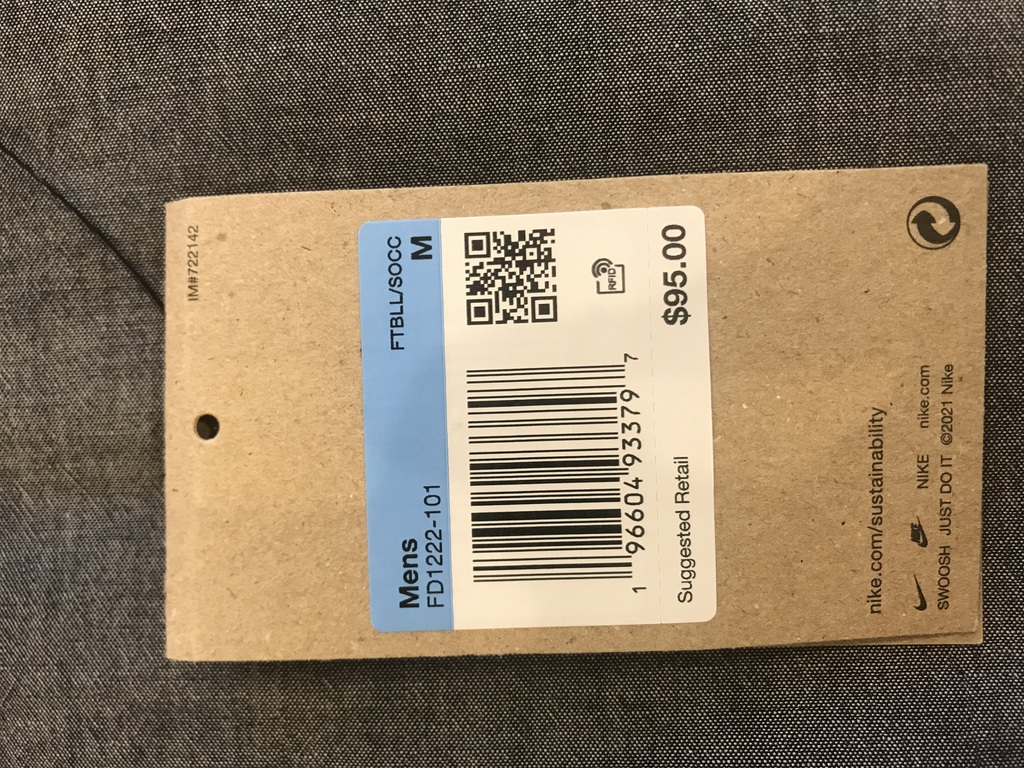 IM#722142
Mens FTBLL/SOCC
FD1222-101 M
1 96604 93379 7
RFID
Suggested Retail $95.00
nike.com/sustainability
NIKE NIKE nike.com
SWOOSH JUST DO IT ©2021 Nike